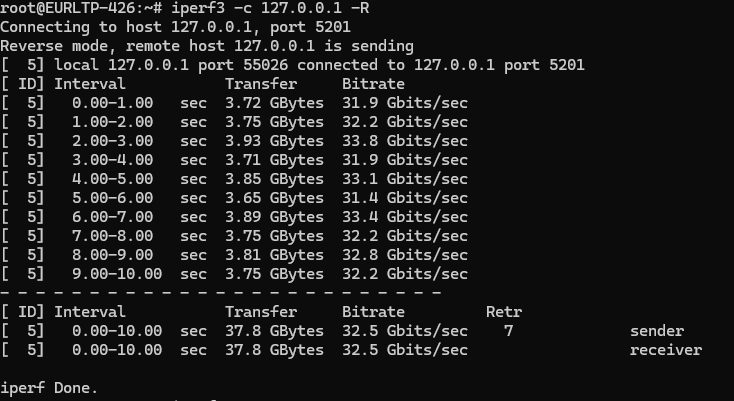 root@EURLTP-426:~# iperf3 -c 127.0.0.1 -R
Connecting to host 127.0.0.1, port 5201
Reverse mode, remote host 127.0.0.1 is sending
[  5] local 127.0.0.1 port 55026 connected to 127.0.0.1 port 5201
[ ID] Interval           Transfer     Bitrate
[  5]   0.00-1.00   sec  3.72 GBytes  31.9 Gbits/sec
[  5]   1.00-2.00   sec  3.75 GBytes  32.2 Gbits/sec
[  5]   2.00-3.00   sec  3.93 GBytes  33.8 Gbits/sec
[  5]   3.00-4.00   sec  3.71 GBytes  31.9 Gbits/sec
[  5]   4.00-5.00   sec  3.85 GBytes  33.1 Gbits/sec
[  5]   5.00-6.00   sec  3.65 GBytes  31.4 Gbits/sec
[  5]   6.00-7.00   sec  3.89 GBytes  33.4 Gbits/sec
[  5]   7.00-8.00   sec  3.75 GBytes  32.2 Gbits/sec
[  5]   8.00-9.00   sec  3.81 GBytes  32.8 Gbits/sec
[  5]   9.00-10.00  sec  3.75 GBytes  32.2 Gbits/sec
- - - - - - - - - - - - - - - - - - - - - - - - -
[ ID] Interval           Transfer     Bitrate         Retr
[  5]   0.00-10.00  sec  37.8 GBytes  32.5 Gbits/sec    7             sender
[  5]   0.00-10.00  sec  37.8 GBytes  32.5 Gbits/sec                  receiver
iperf Done.